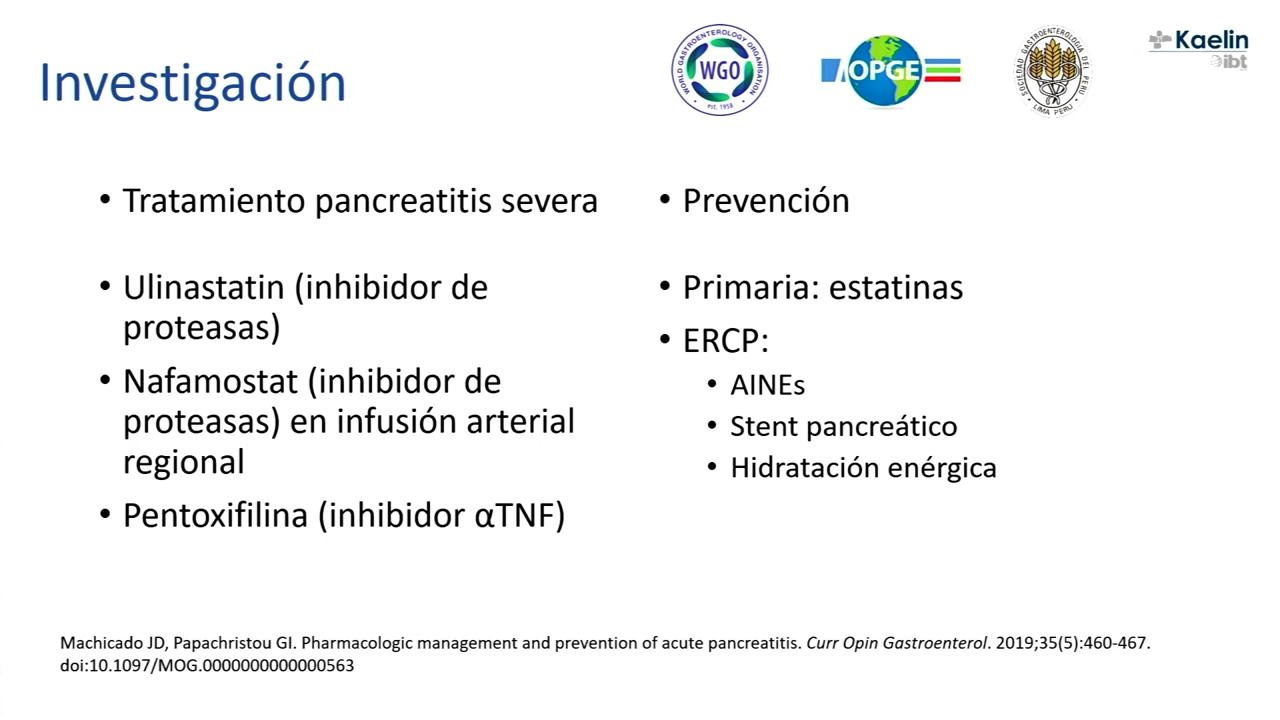 Investigación
WORLD GASTROENTEROLOGY ORGANISATION
WGO
est. 1958
OPGE
SOCIEDAD GASTROENTEROLOGIA DEL PERU
LIMA PERU
Kaelin
ibt
• Tratamiento pancreatitis severa
• Ulinastatin (inhibidor de
proteasas)
• Nafamostat (inhibidor de
proteasas) en infusión arterial
regional
• Pentoxifilina (inhibidor αTNF)
• Prevención
• Primaria: estatinas
• ERCP:
• AINEs
• Stent pancreático
• Hidratación enérgica
Machicado JD, Papachristou GI. Pharmacologic management and prevention of acute pancreatitis. Curr Opin Gastroenterol. 2019;35(5):460-467.
doi:10.1097/MOG.0000000000000563